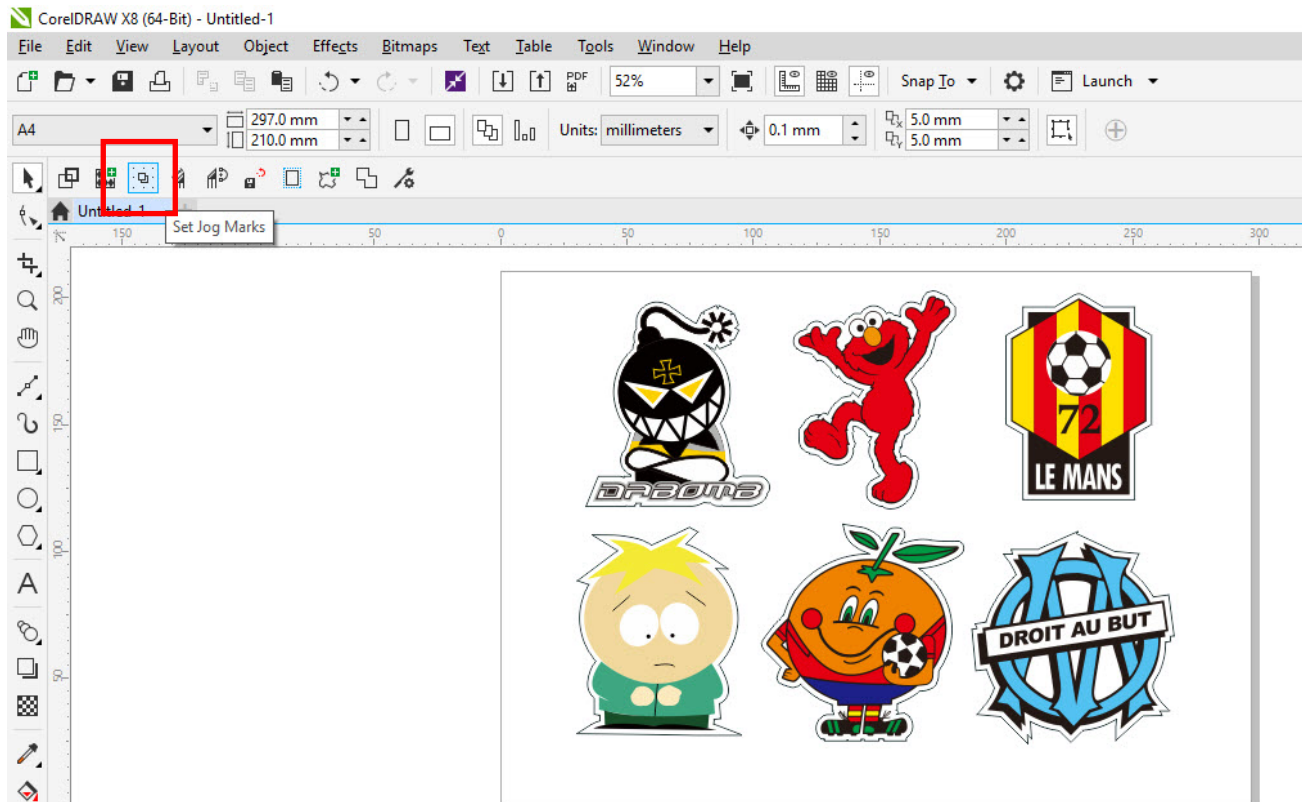 CorelDRAW X8 (64-Bit) - Untitled-1
File Edit View Layout Object Effects Bitmaps Text Table Tools Window Help
PDF 52% Snap To Launch
A4 297.0 mm 210.0 mm Units: millimeters 0.1 mm 5.0 mm 5.0 mm
Untitled-1
Set Jog Marks
150 50 0 50 100 150 200 250 300
200
150
100
50
72
LE MANS
DABOMB
DROIT AU BUT